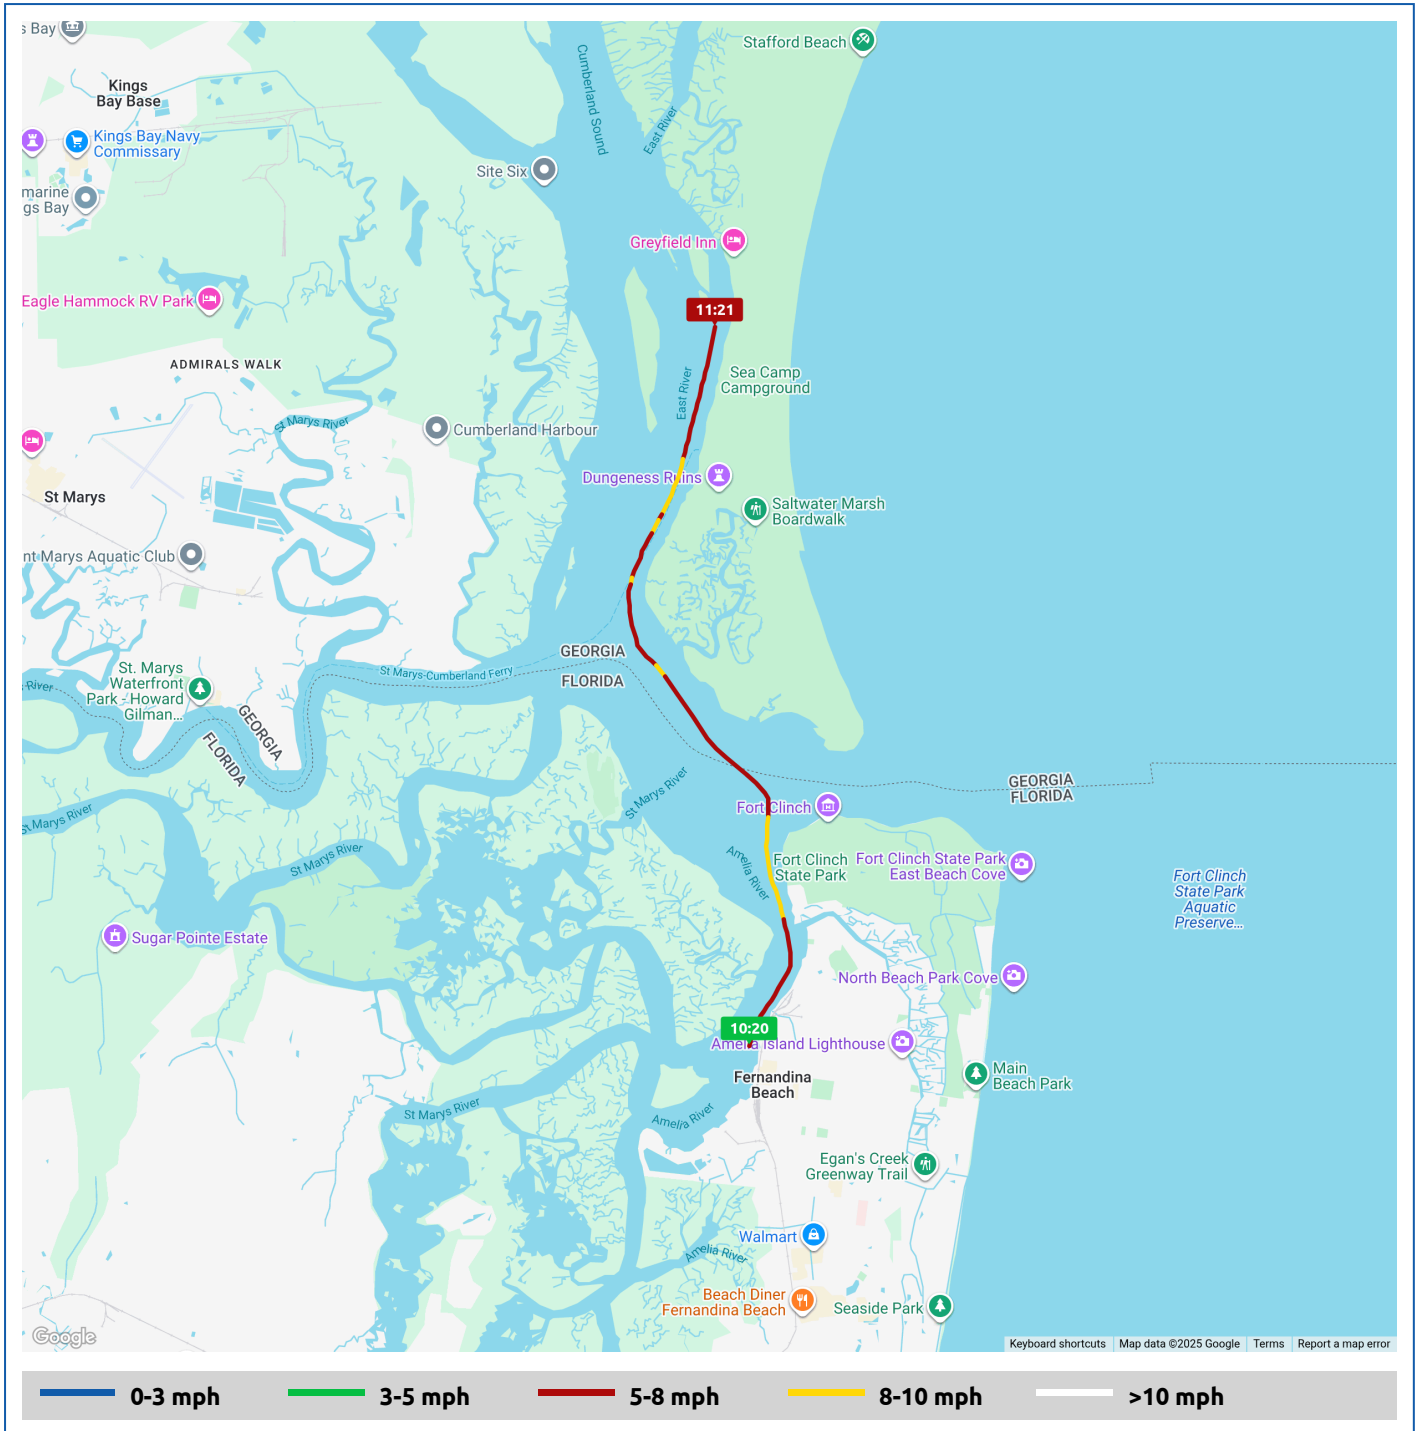 s Bay
Stafford Beach
Kings
Bay Base
Cumberland Sound
East River
Kings Bay Navy
Commissary
Site Six
marine
gs Bay
Greyfield Inn
Eagle Hammock RV Park
11:21
ADMIRALS WALK
Sea Camp
Campground
East River
St Marys River
Cumberland Harbour
Dungeness Ruins
St Marys
Saltwater Marsh
Boardwalk
nt Marys Aquatic Club
GEORGIA
FLORIDA
St. Marys
Waterfront
Park - Howard
Gilman...
St Marys-Cumberland Ferry
River
GEORGIA
FLORIDA
GEORGIA
FLORIDA
St Marys River
Fort Clinch
St Marys River
St Marys River
Amelia River
Fort Clinch
State Park
Fort Clinch State Park
East Beach Cove
Fort Clinch
State Park
Aquatic
Preserve...
Sugar Pointe Estate
North Beach Park Cove
10:20
Amelia Island Lighthouse
Fernandina
Beach
Main
Beach Park
St Marys River
Amelia River
Egan's Creek
Greenway Trail
Walmart
Amelia River
Beach Diner
Fernandina Beach
Seaside Park
Google
Keyboard shortcuts
Map data ©2025 Google
Terms
Report a map error
0-3 mph
3-5 mph
5-8 mph
8-10 mph
>10 mph